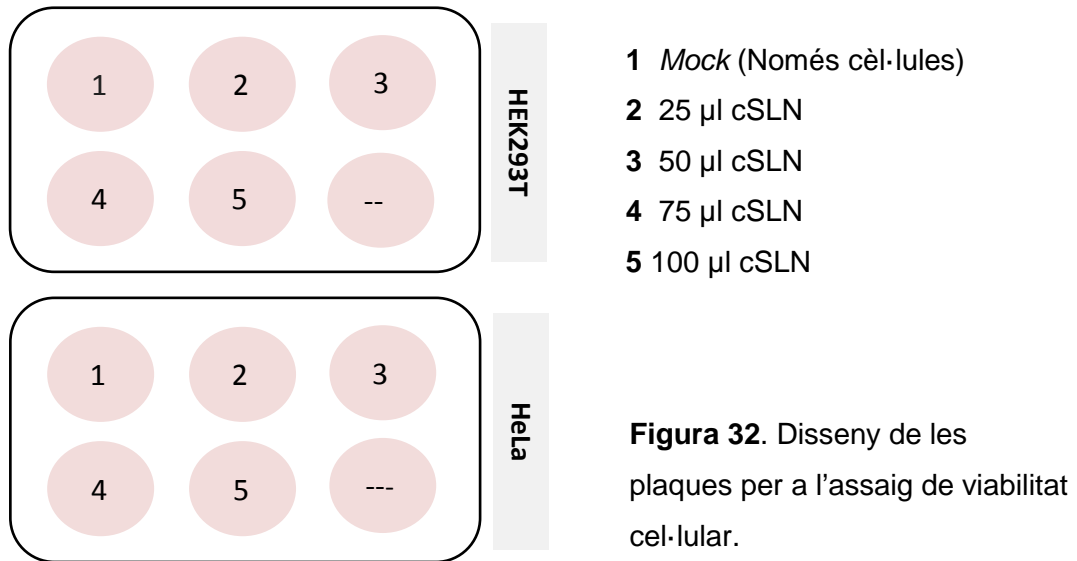 1 2 3
4 5 --
HEK293T
1 Mock (Només cèl·lules)
2 25 µl cSLN
3 50 µl cSLN
4 75 µl cSLN
5 100 µl cSLN
1 2 3
4 5 ---
HeLa
Figura 32. Disseny de les
plaques per a l’assaig de viabilitat
cel·lular.